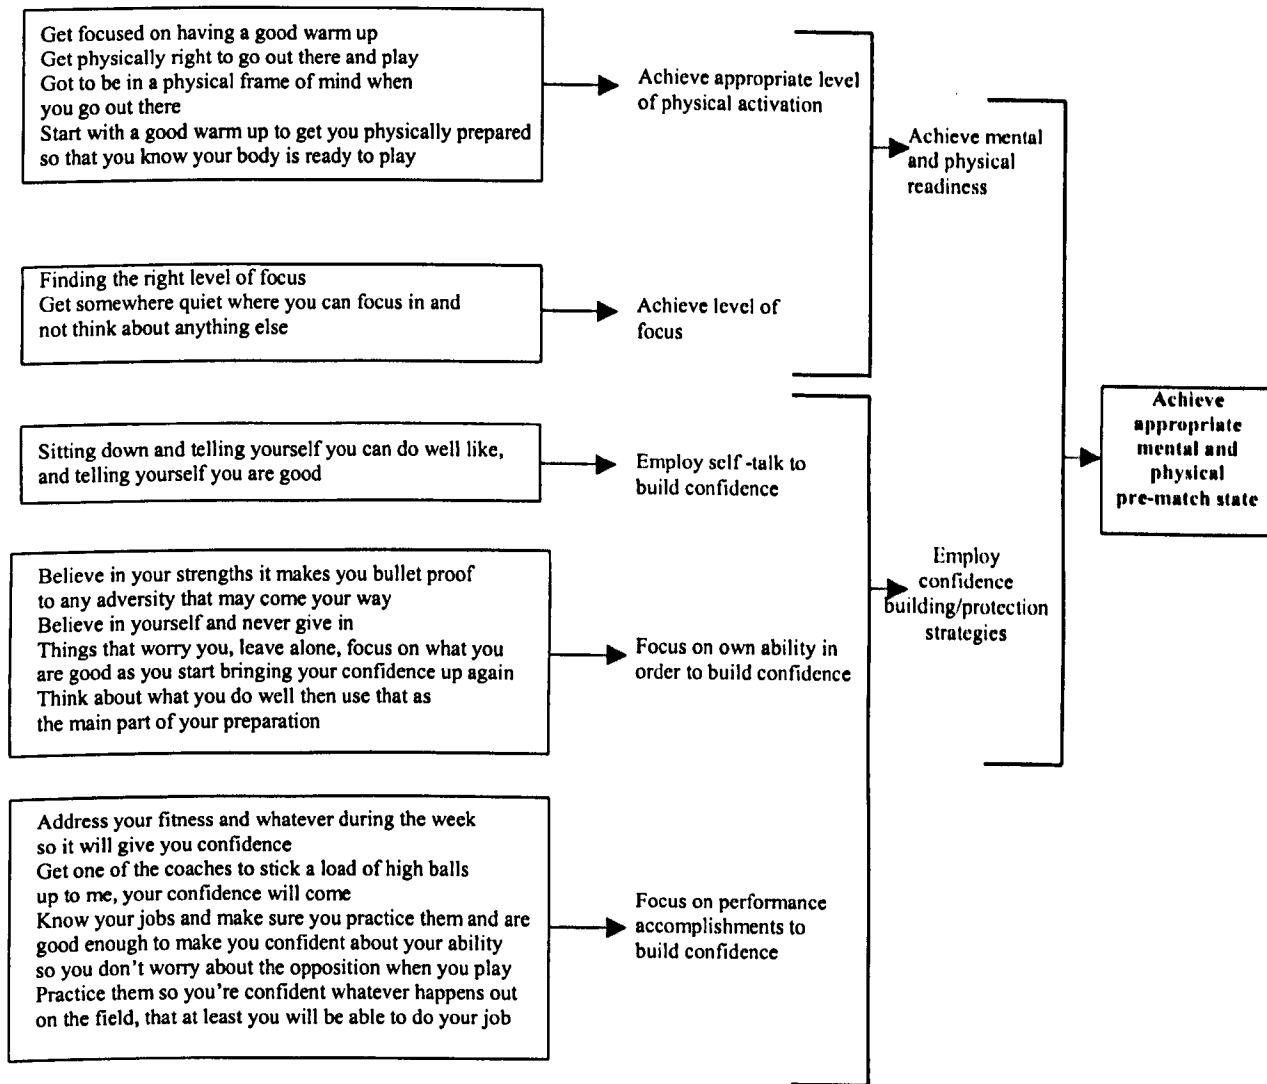 Get focused on having a good warm up
Get physically right to go out there and play
Got to be in a physical frame of mind when
you go out there
Start with a good warm up to get you physically prepared
so that you know your body is ready to play
Achieve appropriate level
of physical activation
Achieve mental
and physical
readiness
Finding the right level of focus
Get somewhere quiet where you can focus in and
not think about anything else
Achieve level of
focus
Sitting down and telling yourself you can do well like,
and telling yourself you are good
Employ self -talk to
build confidence
Believe in your strengths it makes you bullet proof
to any adversity that may come your way
Believe in yourself and never give in
Things that worry you, leave alone, focus on what you
are good as you start bringing your confidence up again
Think about what you do well then use that as
the main part of your preparation
Focus on own ability in
order to build confidence
Employ
confidence
building/protection
strategies
Achieve
appropriate
mental and
physical
pre-match state
Address your fitness and whatever during the week
so it will give you confidence
Get one of the coaches to stick a load of high balls
up to me, your confidence will come
Know your jobs and make sure you practice them and are
good enough to make you confident about your ability
so you don't worry about the opposition when you play
Practice them so you're confident whatever happens out
on the field, that at least you will be able to do your job
Focus on performance
accomplishments to
build confidence